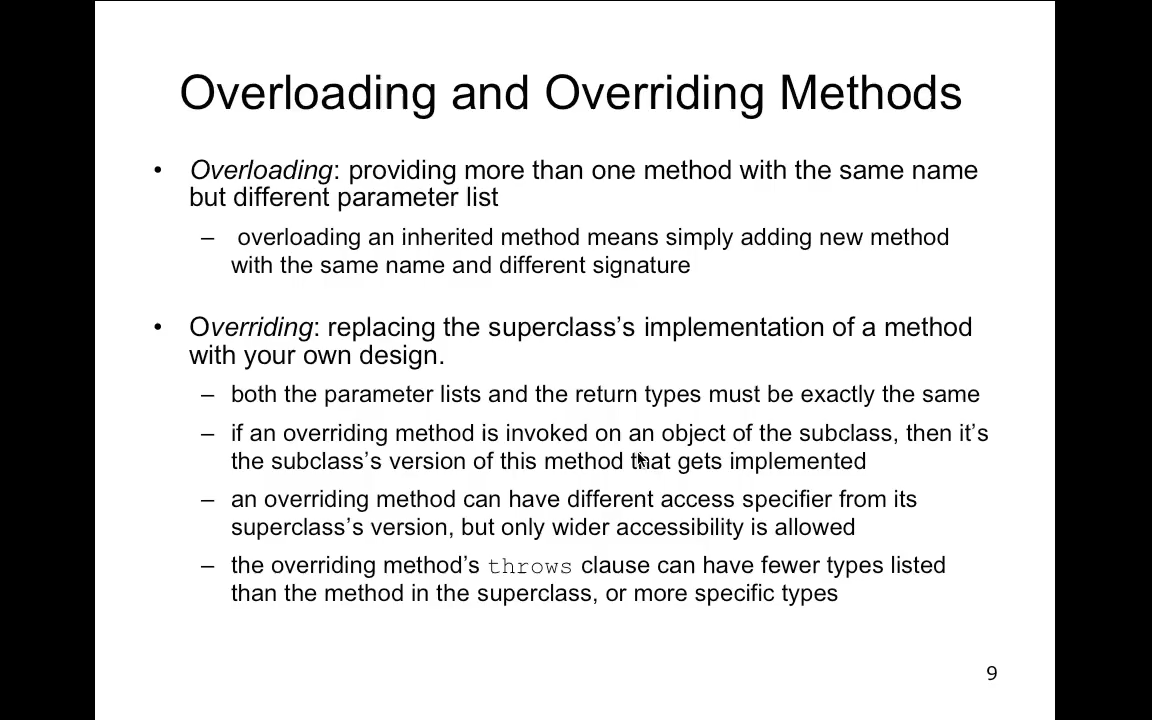 Overloading and Overriding Methods
• Overloading: providing more than one method with the same name
but different parameter list
– overloading an inherited method means simply adding new method
with the same name and different signature
• Overriding: replacing the superclass’s implementation of a method
with your own design.
– both the parameter lists and the return types must be exactly the same
– if an overriding method is invoked on an object of the subclass, then it’s
the subclass’s version of this method that gets implemented
– an overriding method can have different access specifier from its
superclass’s version, but only wider accessibility is allowed
– the overriding method’s throws clause can have fewer types listed
than the method in the superclass, or more specific types
9